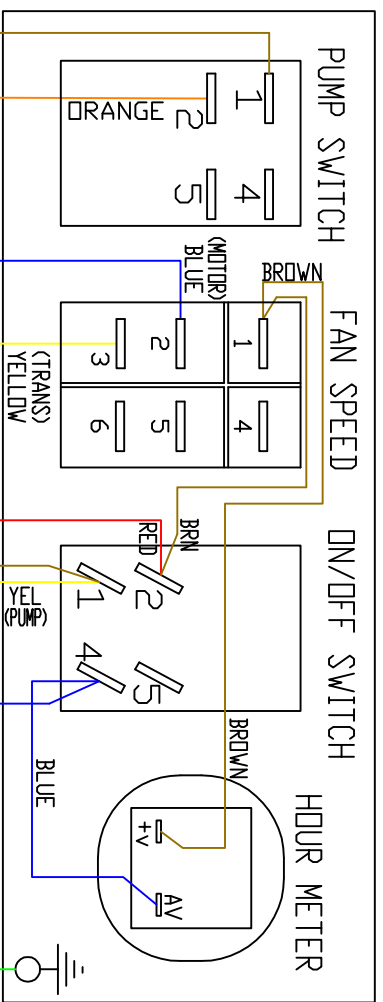 PUMP SWITCH
1
4
2
5
ORANGE
FAN SPEED
BROWN
1
4
(MOTOR)
BLUE
2
5
3
6
(TRANS)
YELLOW
ON/OFF SWITCH
BRN
RED
2
5
1
4
YEL
(PUMP)
BROWN
BLUE
HOUR METER
+V
AV